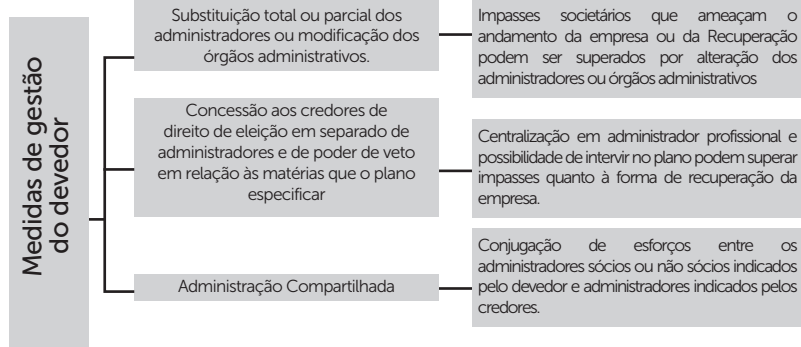 Medidas de gestão
do devedor
Substituição total ou parcial dos
administradores ou modificação dos
órgãos administrativos.
Impasses societários que ameaçam o
andamento da empresa ou da Recuperação
podem ser superados por alteração dos
administradores ou órgãos administrativos
Concessão aos credores de
direito de eleição em separado de
administradores e de poder de veto
em relação às matérias que o plano
especificar
Centralização em administrador profissional e
possibilidade de intervir no plano podem superar
impasses quanto à forma de recuperação da
empresa.
Administração Compartilhada
Conjugação de esforços entre os
administradores sócios ou não sócios indicados
pelo devedor e administradores indicados pelos
credores.